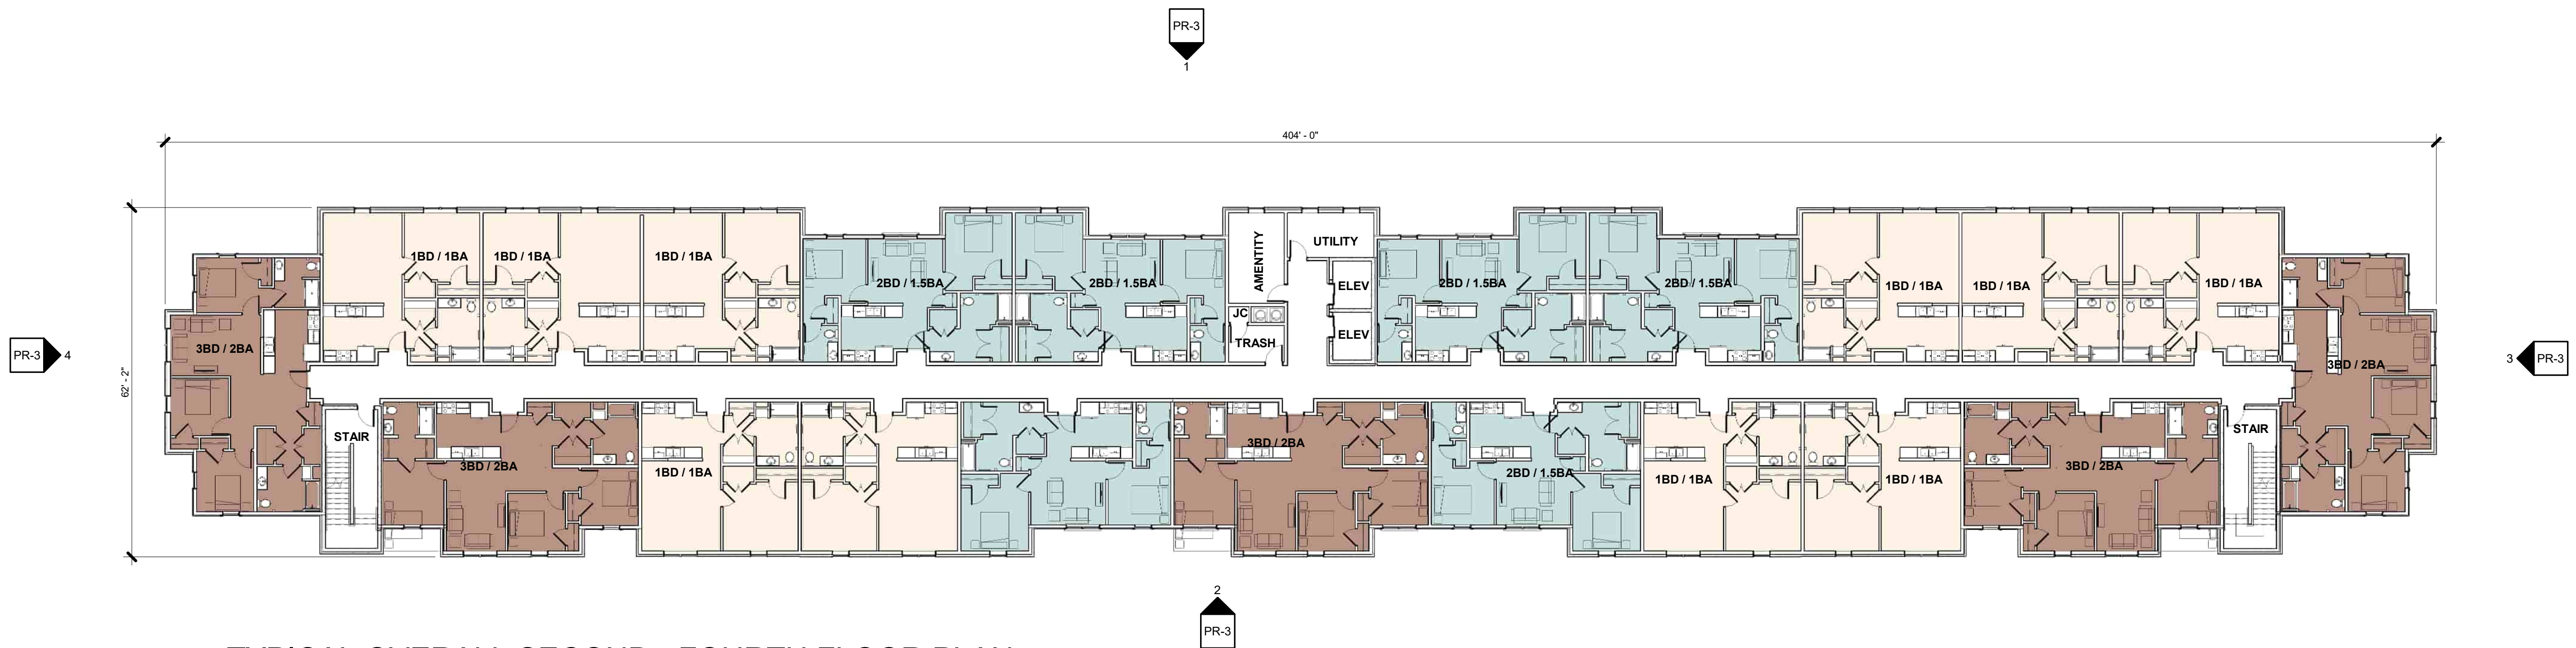 PR-3
1
404' - 0"
62' - 2"
1BD / 1BA
1BD / 1BA
1BD / 1BA
2BD / 1.5BA
2BD / 1.5BA
AMENTITY
UTILITY
ELEV
JC
ELEV
TRASH
2BD / 1.5BA
2BD / 1.5BA
1BD / 1BA
1BD / 1BA
1BD / 1BA
PR-3 4
3BD / 2BA
3BD / 2BA
3 PR-3
STAIR
3BD / 2BA
1BD / 1BA
3BD / 2BA
2BD / 1.5BA
1BD / 1BA
1BD / 1BA
3BD / 2BA
STAIR
2
PR-3